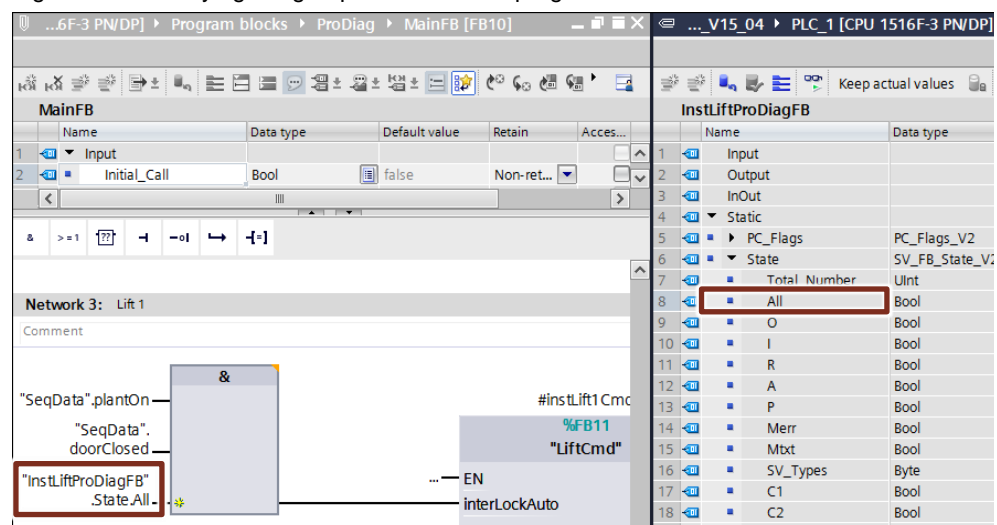 ...6F-3 PN/DP] ▸ Program blocks ▸ ProDiag ▸ MainFB [FB10]
MainFB
Name Data type Default value Retain Acces...
1 Input
2 Initial_Call Bool false Non-ret...
& >=1 [??] ⊣ -o| ↦ -[=]
Network 3: Lift 1
Comment
&
"SeqData".plantOn
"SeqData".
doorClosed
"InstLiftProDiagFB"
.State.All
#instLift1Cmd
%FB11
"LiftCmd"
... EN
interLockAuto
..._V15_04 ▸ PLC_1 [CPU 1516F-3 PN/DP]
Keep actual values
InstLiftProDiagFB
Name Data type
1 Input
2 Output
3 InOut
4 Static
5 PC_Flags PC_Flags_V2
6 State SV_FB_State_V2
7 Total_Number UInt
8 All Bool
9 O Bool
10 I Bool
11 R Bool
12 A Bool
13 P Bool
14 Merr Bool
15 Mtxt Bool
16 SV_Types Byte
17 C1 Bool
18 C2 Bool